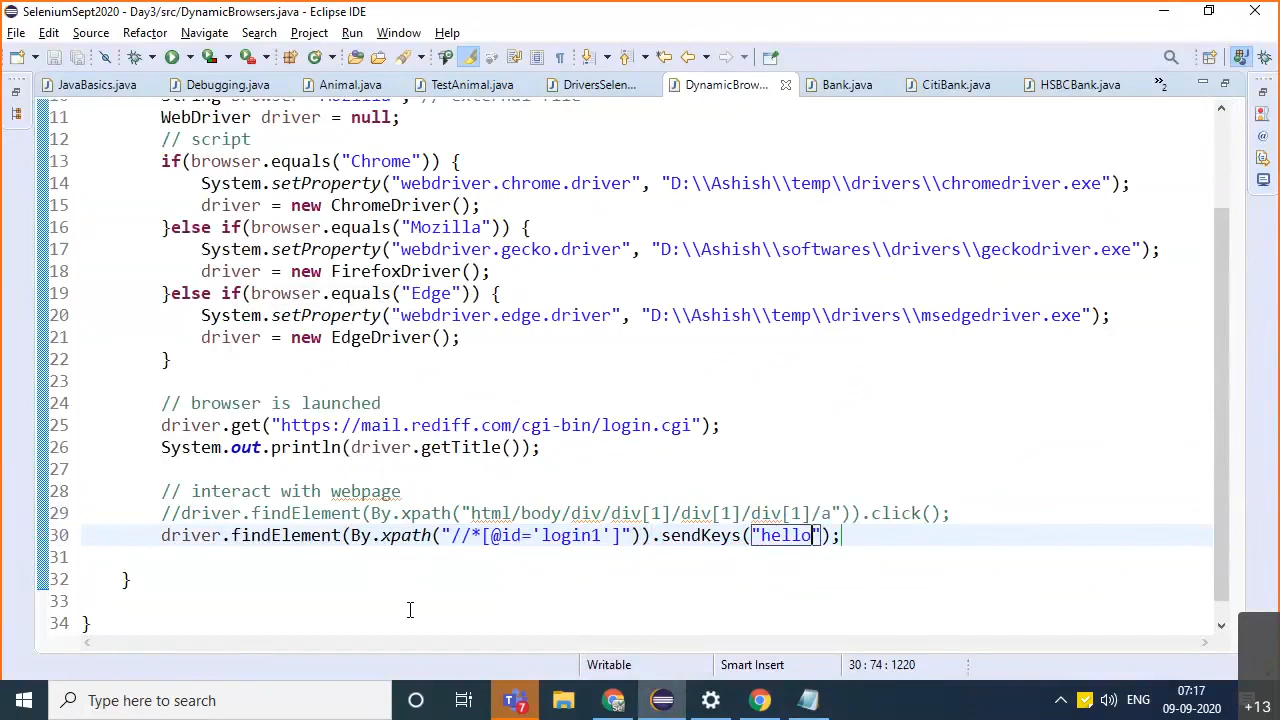 SeleniumSept2020 - Day3/src/DynamicBrowsers.java - Eclipse IDE
File Edit Source Refactor Navigate Search Project Run Window Help
JavaBasics.java Debugging.java Animal.java TestAnimal.java DriversSelen... DynamicBrow... Bank.java CitiBank.java HSBCBank.java »2
11 WebDriver driver = null;
12 // script
13 if(browser.equals("Chrome")) {
14 System.setProperty("webdriver.chrome.driver", "D:\\Ashish\\temp\\drivers\\chromedriver.exe");
15 driver = new ChromeDriver();
16 }else if(browser.equals("Mozilla")) {
17 System.setProperty("webdriver.gecko.driver", "D:\\Ashish\\softwares\\drivers\\geckodriver.exe");
18 driver = new FirefoxDriver();
19 }else if(browser.equals("Edge")) {
20 System.setProperty("webdriver.edge.driver", "D:\\Ashish\\temp\\drivers\\msedgedriver.exe");
21 driver = new EdgeDriver();
22 }
23
24 // browser is launched
25 driver.get("https://mail.rediff.com/cgi-bin/login.cgi");
26 System.out.println(driver.getTitle());
27
28 // interact with webpage
29 //driver.findElement(By.xpath("html/body/div/div[1]/div[1]/div[1]/a")).click();
30 driver.findElement(By.xpath("//*[@id='login1']")).sendKeys("hello");
31
32 }
33
34 }
Writable Smart Insert 30 : 74 : 1220
Type here to search 7 ENG 07:17
09-09-2020 +13